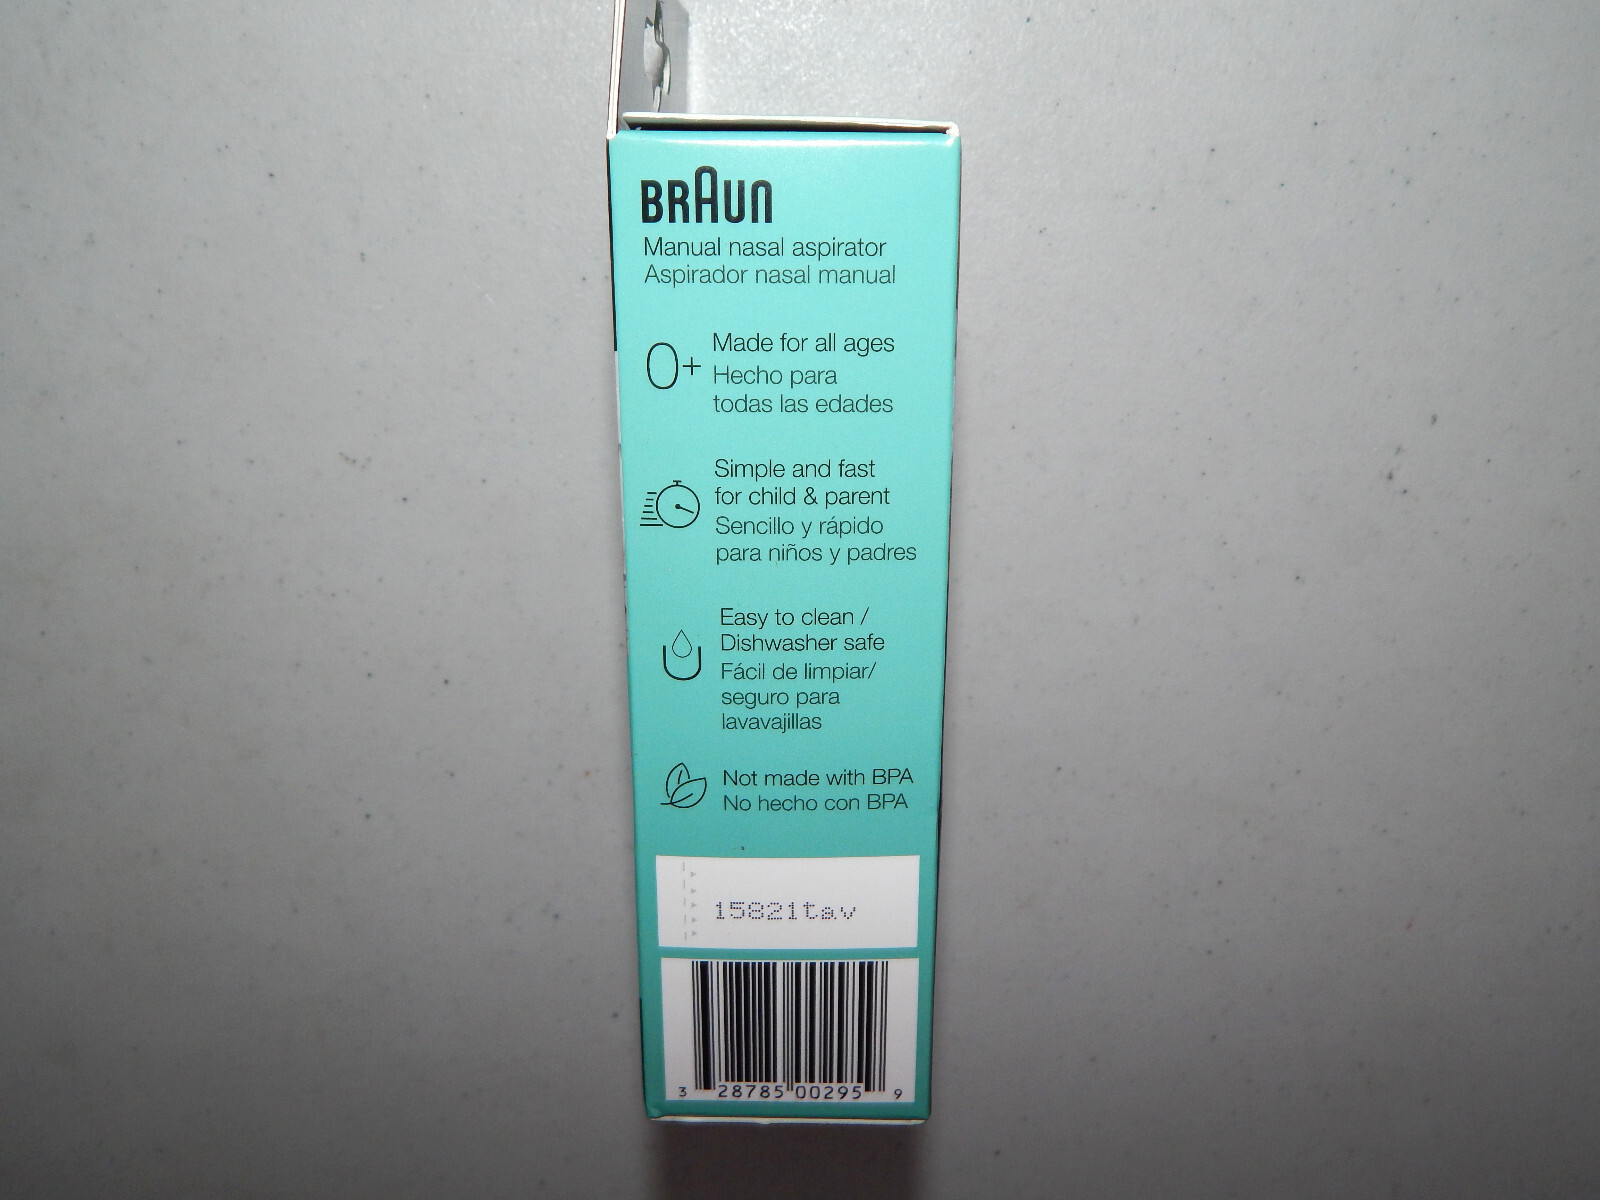 BRAUN
Manual nasal aspirator
Aspirador nasal manual
0+
Made for all ages
Hecho para
todas las edades
Simple and fast
for child & parent
Sencillo y rápido
para niños y padres
Easy to clean /
Dishwasher safe
Fácil de limpiar/
seguro para
lavavajillas
Not made with BPA
No hecho con BPA
15821tav
3 28785 00295 9